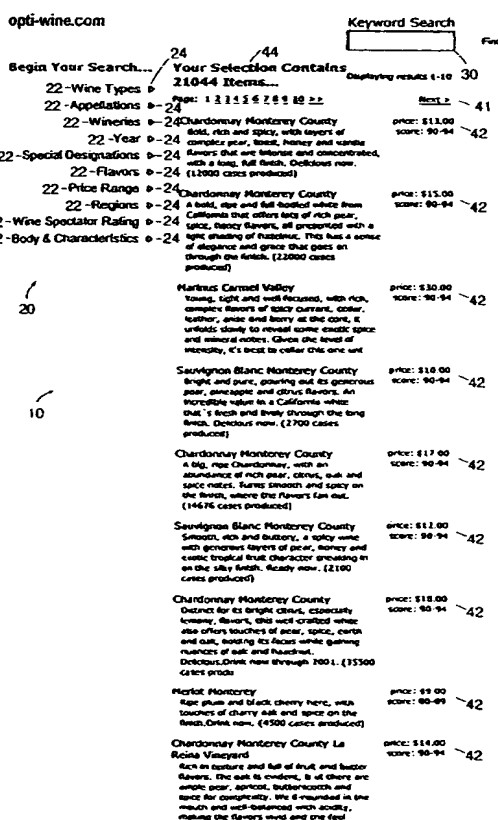 opti-wine.com
Keyword Search
Fin
24
44
30
Begin Your Search...
Your Selection Contains
21044 Items...
Displaying results 1-10
22-Wine Types
Page: 1 2 3 4 5 6 7 8 9 10 >>
Next >
41
22-Appellations 24
22-Wineries 24
Chardonnay Monterey County
price: $13.00
score: 90-94
42
Bold, rich and spicy, with layers of
complex pear, toast, honey and vanilla
flavors that are intense and concentrated,
with a long, full finish. Delicious now.
(12000 cases produced)
22-Year 24
22-Special Designations 24
22-Flavors 24
22-Price Range 24
22-Regions 24
2-Wine Spectator Rating 24
2-Body & Characteristics 24
20
10
Chardonnay Monterey County
price: $15.00
score: 90-94
42
A bold, ripe and full-bodied white from
California that offers lots of rich pear,
spice, honey flavors, all presented with a
light shading of hazelnut. This has a sense
of elegance and grace that goes on
through the finish. (22000 cases
produced)
Marinus Carmel Valley
price: $30.00
score: 90-94
42
Young, tight and well focused, with rich,
complex flavors of spicy currant, cedar,
leather, anise and berry at the core, it
unfolds slowly to reveal some exotic spice
and mineral notes. Given the level of
intensity, it's best to cellar this one unt
Sauvignon Blanc Monterey County
price: $10.00
score: 90-94
42
Bright and pure, pouring out its generous
pear, pineapple and citrus flavors. An
incredible value in a California white
that`s fresh and lively through the long
finish. Delicious now. (2700 cases
produced)
Chardonnay Monterey County
price: $17.00
score: 90-94
42
A big, ripe Chardonnay, with an
abundance of rich pear, citrus, oak and
spice notes. Turns smooth and spicy on
the finish, where the flavors fan out.
(14676 cases produced)
Sauvignon Blanc Monterey County
price: $12.00
score: 90-94
42
Smooth, rich and buttery, a spicy wine
with generous layers of pear, honey and
exotic tropical fruit character sneaking in
on the silky finish. Ready now. (2100
cases produced)
Chardonnay Monterey County
price: $18.00
score: 90-94
42
Distinct for its bright citrus, especially
lemony, flavors, this well-crafted white
also offers touches of pear, spice, earth
and oak, holding its focus while gaining
nuances of oak and hazelnut.
Delicious.Drink now through 2001. (35500
cases produ
Merlot Monterey
price: $9.00
score: 80-89
42
Ripe plum and black cherry here, with
touches of charry oak and spice on the
finish.Drink now. (4500 cases produced)
Chardonnay Monterey County La
Reina Vineyard
price: $14.00
score: 90-94
42
Rich in texture and full of fruit and butter
flavors. The oak is evident, but there are
ample pear, apricot, butterscotch and
spice for complexity. Well-rounded in the
mouth and well-balanced with acidity,
making the flavors vivid and the feel